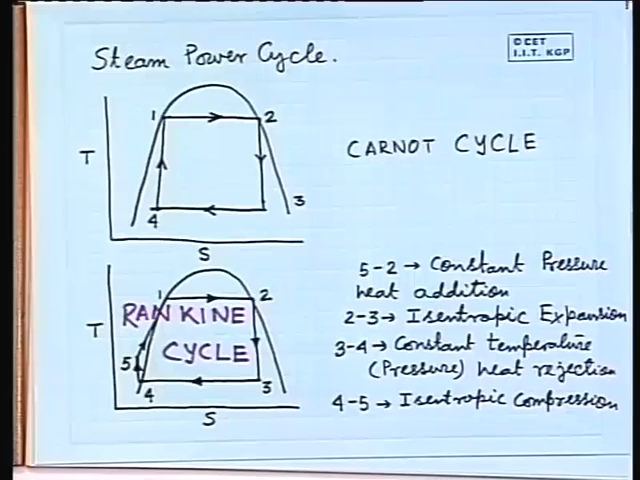 Steam Power Cycle.
© CET
I.I.T. KGP
1
2
T
CARNOT CYCLE
3
4
S
5-2 → Constant Pressure
heat addition
1
2
T
RANKINE
2-3 → Isentropic Expansion
CYCLE
3-4 → Constant temperature
(Pressure) heat rejection
5
4
3
4-5 → Isentropic Compression
S